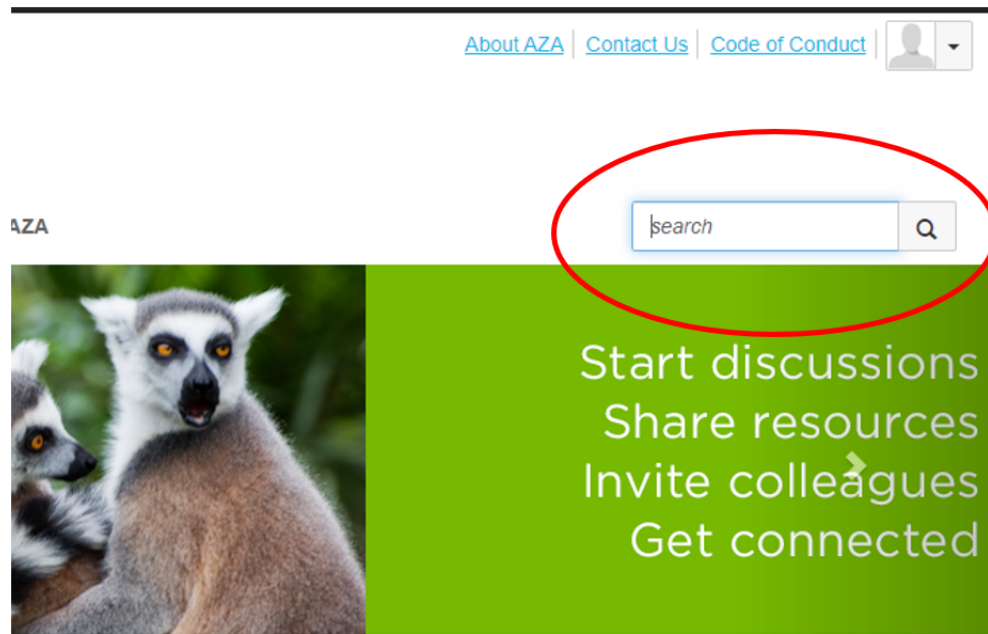 About AZA Contact Us Code of Conduct
AZA
search
Start discussions
Share resources
Invite colleagues
Get connected